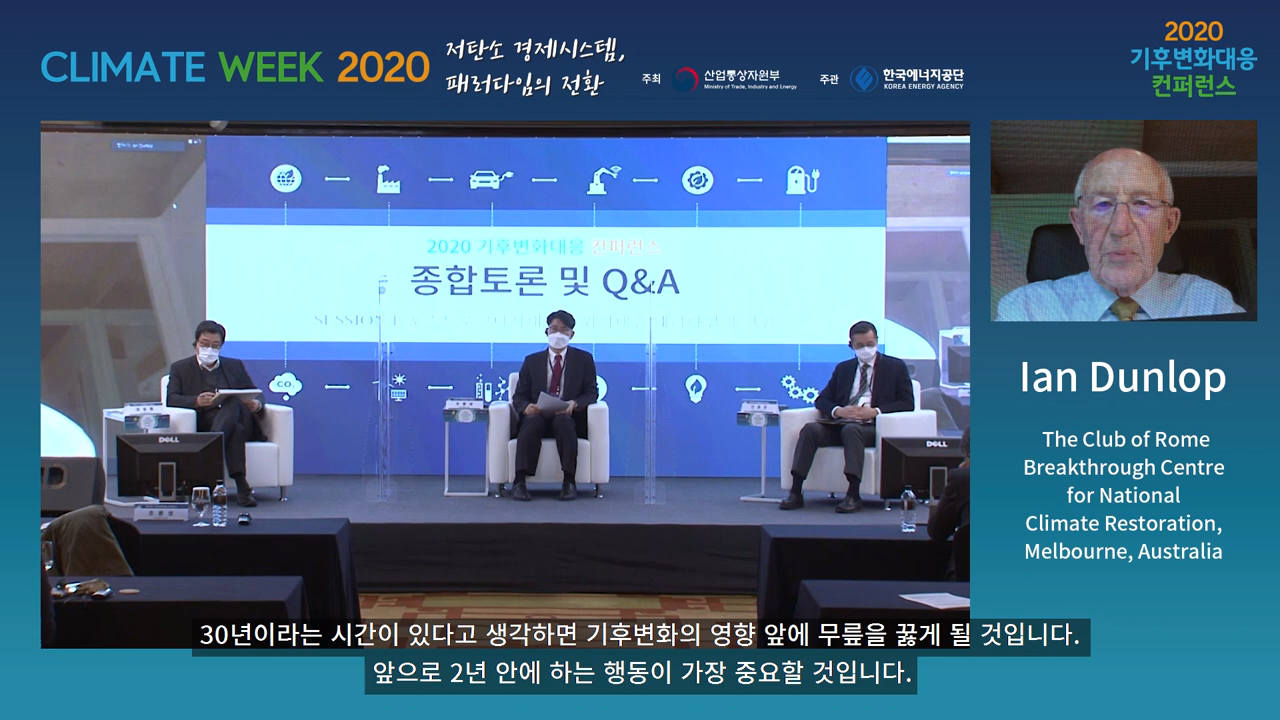 CLIMATE WEEK 2020
저탄소 경제시스템,
패러다임의 전환
주최
산업통상자원부
Ministry of Trade, Industry and Energy
주관
한국에너지공단
KOREA ENERGY AGENCY
2020
기후변화대응
컨퍼런스
2020 기후변화대응 컨퍼런스
종합토론 및 Q&A
SESSION
CO₂
DELL
DELL
Ian Dunlop
The Club of Rome
Breakthrough Centre
for National
Climate Restoration,
Melbourne, Australia
30년이라는 시간이 있다고 생각하면 기후변화의 영향 앞에 무릎을 꿇게 될 것입니다.
앞으로 2년 안에 하는 행동이 가장 중요할 것입니다.